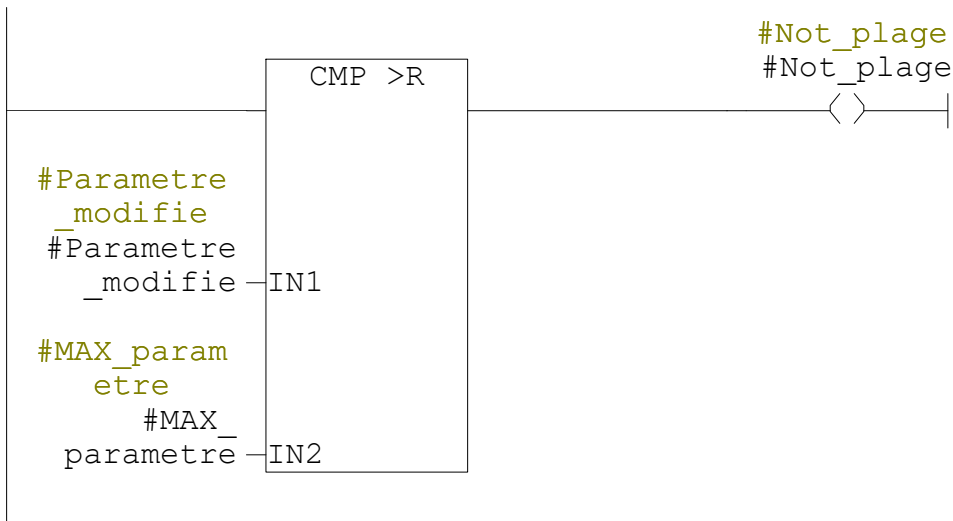 #Not_plage
#Not_plage
CMP >R
#Parametre
_modifie
#Parametre
_modifie
IN1
#MAX_param
etre
#MAX_
parametre
IN2